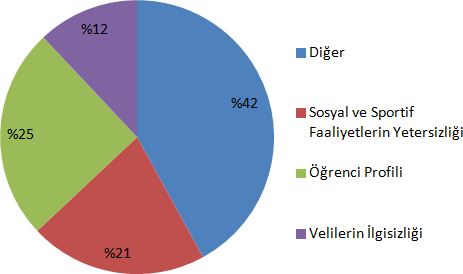 %12
%42
%25
%21
Diğer
Sosyal ve Sportif
Faaliyetlerin Yetersizliği
Öğrenci Profili
Velilerin İlgisizliği